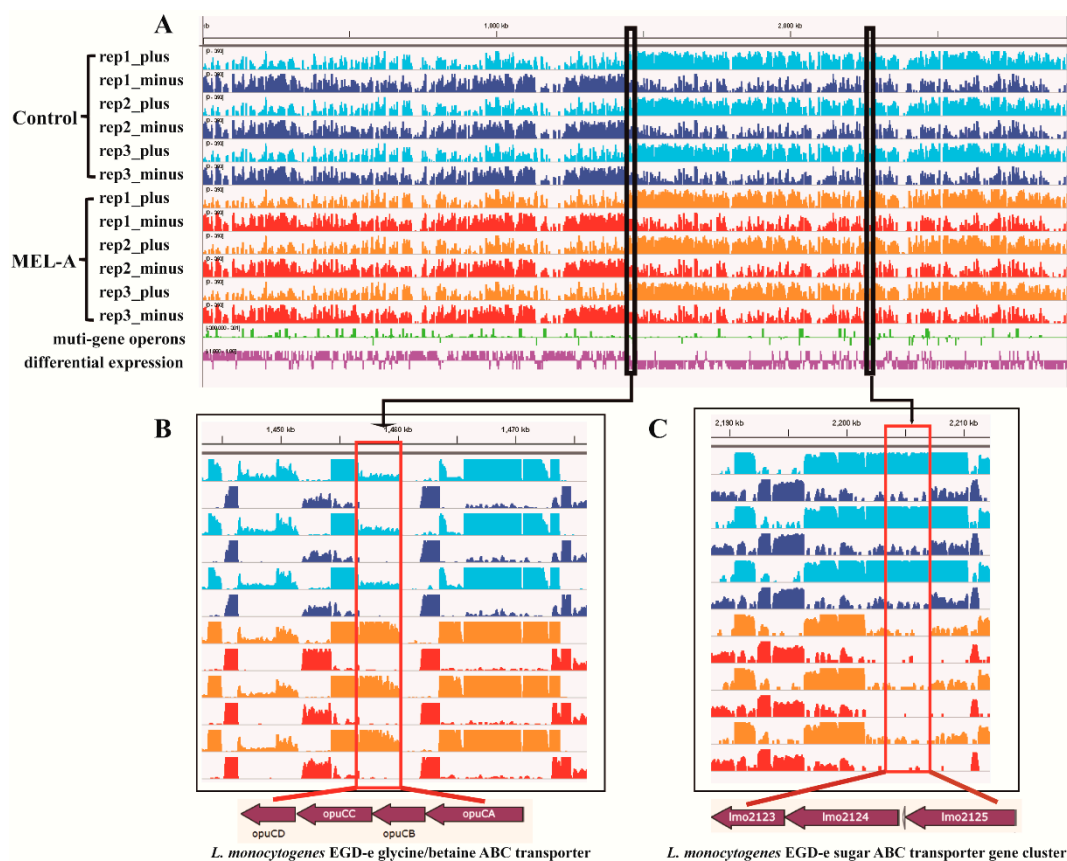 A
1,000 kb
2,000 kb
Control
rep1_plus
rep1_minus
rep2_plus
rep2_minus
rep3_plus
rep3_minus
MEL-A
rep1_plus
rep1_minus
rep2_plus
rep2_minus
rep3_plus
rep3_minus
muti-gene operons
differential expression
B
1,450 kb
1,460 kb
1,470 kb
opuCD
opuCC
opuCB
opuCA
L. monocytogenes EGD-e glycine/betaine ABC transporter
C
2,190 kb
2,200 kb
2,210 kb
lmo2123
lmo2124
lmo2125
L. monocytogenes EGD-e sugar ABC transporter gene cluster